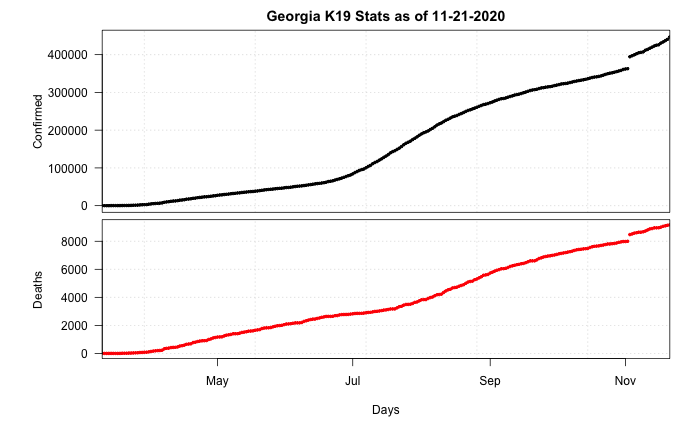 Georgia K19 Stats as of 11-21-2020
Confirmed
400000
300000
200000
100000
0
Deaths
8000
6000
4000
2000
0
May Jul Sep Nov
Days